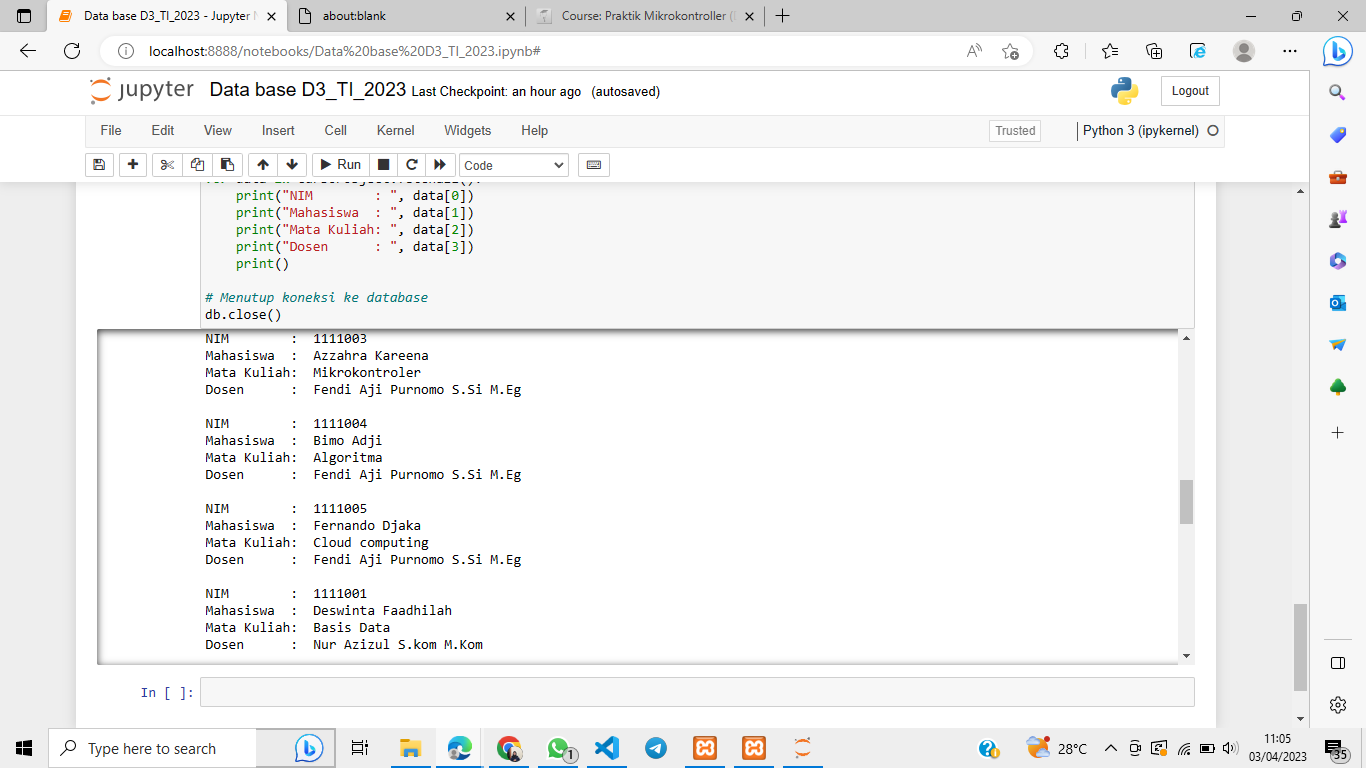 Data base D3_TI_2023 - Jupyter N
about:blank
Course: Praktik Mikrokontroller (
localhost:8888/notebooks/Data%20base%20D3_TI_2023.ipynb#
jupyter Data base D3_TI_2023 Last Checkpoint: an hour ago (autosaved)
Logout
File Edit View Insert Cell Kernel Widgets Help
Trusted
Python 3 (ipykernel)
Run
Code
print("NIM        : ", data[0])
print("Mahasiswa  : ", data[1])
print("Mata Kuliah: ", data[2])
print("Dosen      : ", data[3])
print()
# Menutup koneksi ke database
db.close()
NIM        :  1111003
Mahasiswa  :  Azzahra Kareena
Mata Kuliah:  Mikrokontroler
Dosen      :  Fendi Aji Purnomo S.Si M.Eg
NIM        :  1111004
Mahasiswa  :  Bimo Adji
Mata Kuliah:  Algoritma
Dosen      :  Fendi Aji Purnomo S.Si M.Eg
NIM        :  1111005
Mahasiswa  :  Fernando Djaka
Mata Kuliah:  Cloud computing
Dosen      :  Fendi Aji Purnomo S.Si M.Eg
NIM        :  1111001
Mahasiswa  :  Deswinta Faadhilah
Mata Kuliah:  Basis Data
Dosen      :  Nur Azizul S.kom M.Kom
In [ ]:
Type here to search
1
28°C
11:05
03/04/2023
35